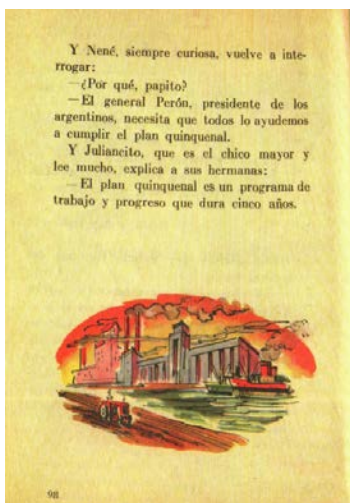 Y Nené, siempre curiosa, vuelve a inte-
rrogar:
—¿Por qué, papito?
—El general Perón, presidente de los
argentinos, necesita que todos lo ayudemos
a cumplir el plan quinquenal.
Y Juliancito, que es el chico mayor y
lee mucho, explica a sus hermanas:
—El plan quinquenal es un programa de
trabajo y progreso que dura cinco años.
98